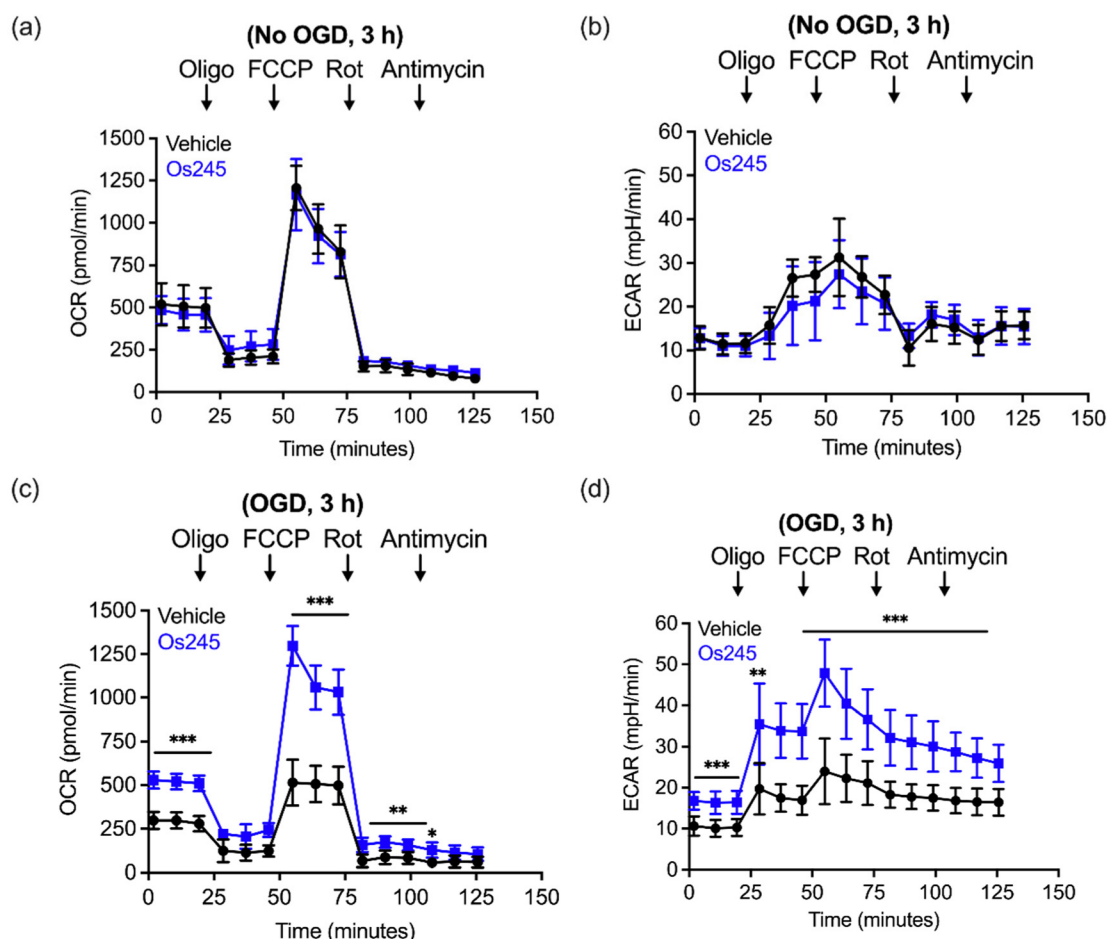 (a)
(No OGD, 3 h)
Oligo FCCP Rot Antimycin
Vehicle
Os245
OCR (pmol/min)
1500
1250
1000
750
500
250
0
0 25 50 75 100 125 150
Time (minutes)
(b)
(No OGD, 3 h)
Oligo FCCP Rot Antimycin
Vehicle
Os245
ECAR (mpH/min)
60
50
40
30
20
10
0
0 25 50 75 100 125 150
Time (minutes)
(c)
(OGD, 3 h)
Oligo FCCP Rot Antimycin
Vehicle
Os245
***
***
**
*
OCR (pmol/min)
1500
1250
1000
750
500
250
0
0 25 50 75 100 125 150
Time (minutes)
(d)
(OGD, 3 h)
Oligo FCCP Rot Antimycin
Vehicle
Os245
***
**
***
ECAR (mpH/min)
60
50
40
30
20
10
0
0 25 50 75 100 125 150
Time (minutes)